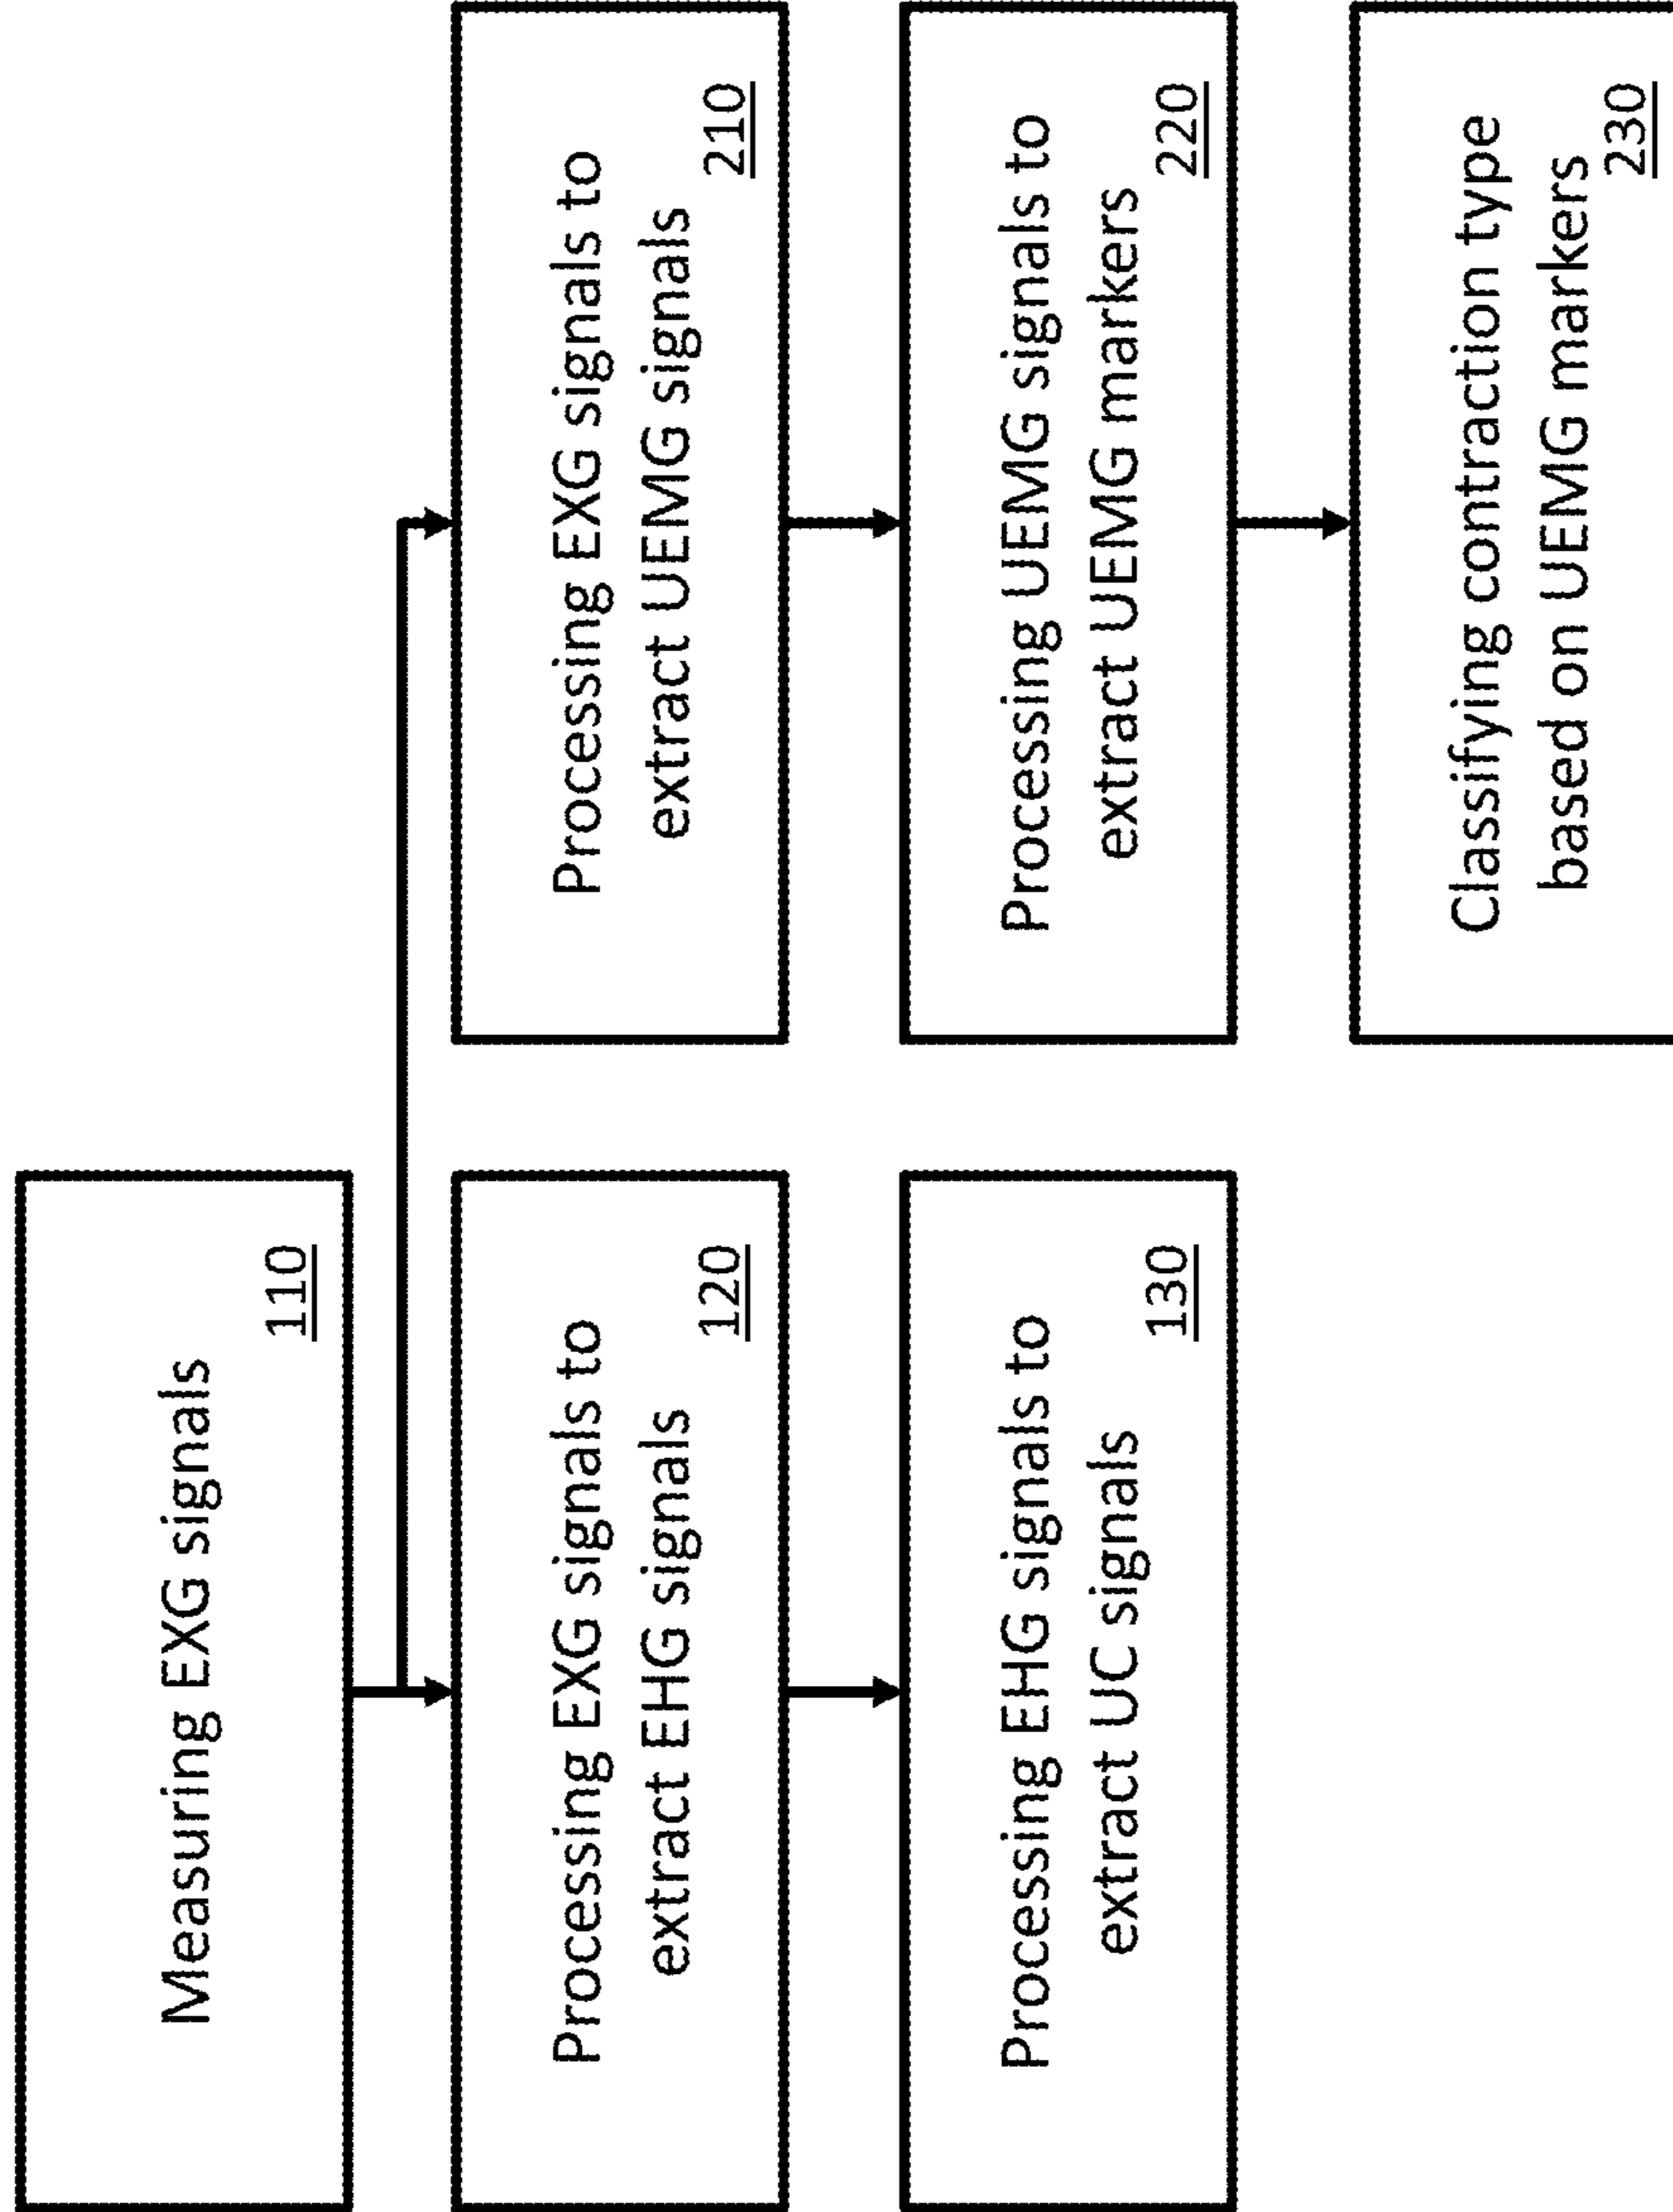 Measuring EXG signals
110
Processing EXG signals to
extract EHG signals
120
Processing EHG signals to
extract UC signals
130
Processing EXG signals to
extract UEMG signals
210
Processing UEMG signals to
extract UEMG markers
220
Classifying contraction type
based on UEMG markers
230